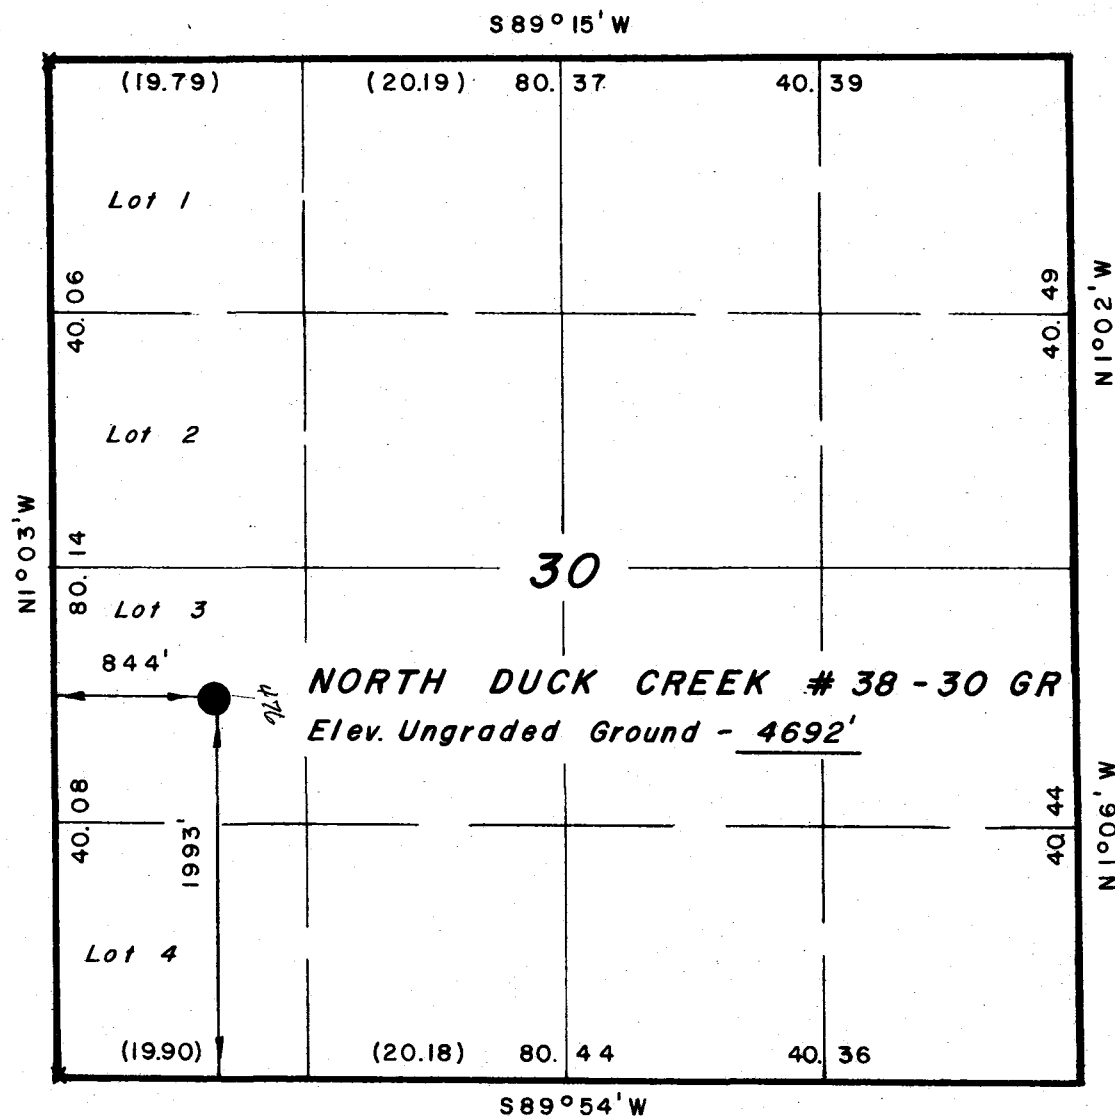 S89°15'W
(19.79) (20.19) 80.37 40.39
Lot 1
40.06
40.49
N1°02'W
Lot 2
N1°03'W
80.14
30
Lot 3
844'
NORTH DUCK CREEK # 38-30 GR
476
Elev. Ungraded Ground - 4692'
40.08
1993'
40.44
N1°06'W
Lot 4
(19.90) (20.18) 80.44 40.36
S89°54'W